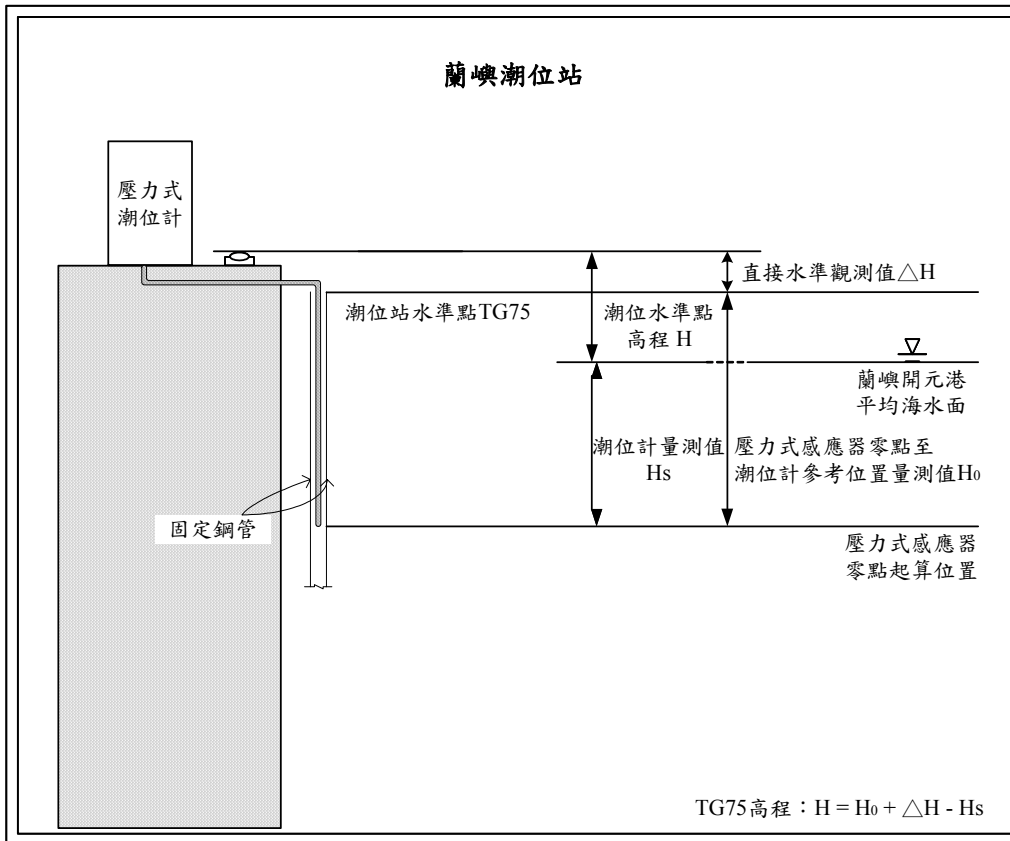 蘭嶼潮位站
壓力式
潮位計
直接水準觀測值△H
潮位站水準點TG75
潮位水準點
高程 H
蘭嶼開元港
平均海水面
潮位計量測值
Hs
壓力式感應器零點至
潮位計參考位置量測值H₀
固定鋼管
壓力式感應器
零點起算位置
TG75高程：H = H₀ + △H - Hs